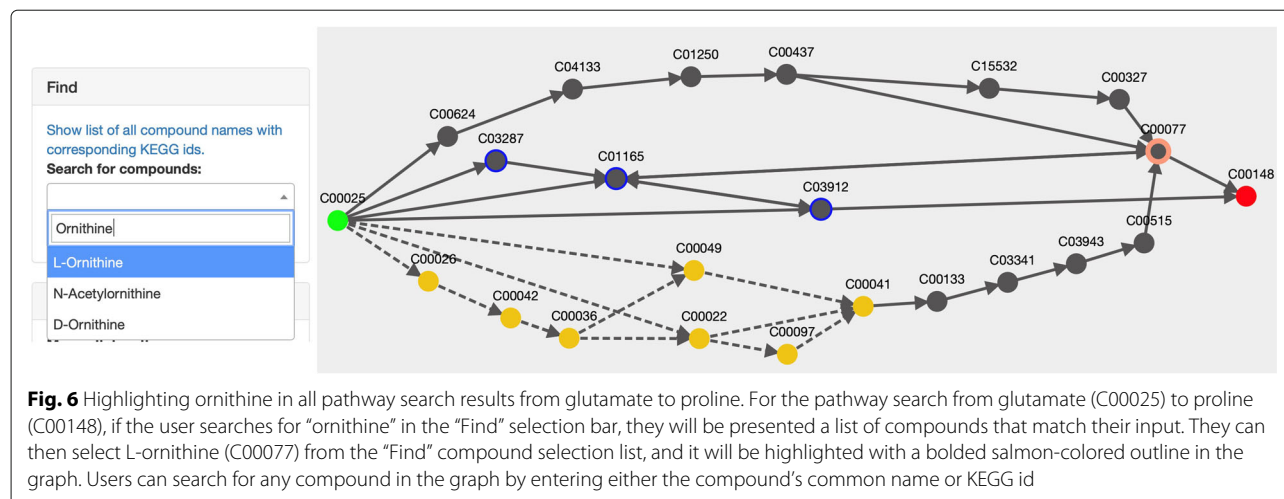 Find
Show list of all compound names with
corresponding KEGG ids.
Search for compounds:
Ornithine
L-Ornithine
N-Acetylornithine
D-Ornithine
C01250
C00437
C04133
C15532
C00327
C00624
C03287
C00077
C01165
C00148
C00025
C03912
C00515
C00049
C03943
C00026
C00041
C03341
C00133
C00042
C00036
C00022
C00097
Fig. 6 Highlighting ornithine in all pathway search results from glutamate to proline. For the pathway search from glutamate (C00025) to proline
(C00148), if the user searches for “ornithine” in the “Find” selection bar, they will be presented a list of compounds that match their input. They can
then select L-ornithine (C00077) from the “Find” compound selection list, and it will be highlighted with a bolded salmon-colored outline in the
graph. Users can search for any compound in the graph by entering either the compound’s common name or KEGG id